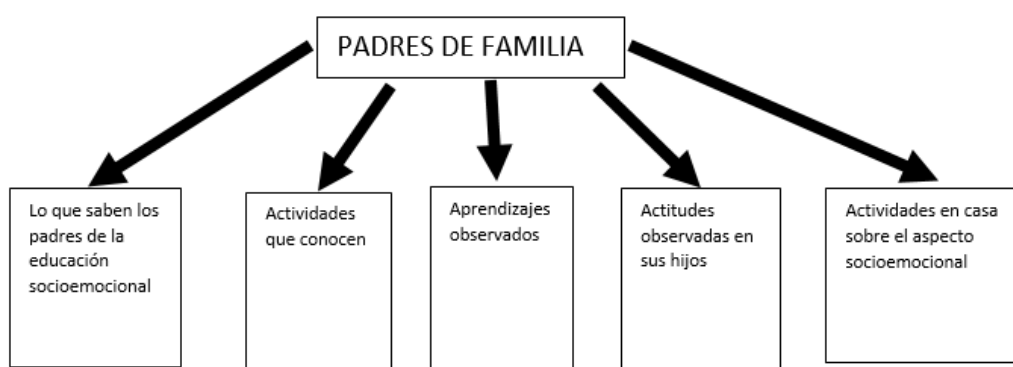 PADRES DE FAMILIA
Lo que saben los
padres de la
educación
socioemocional
Actividades
que conocen
Aprendizajes
observados
Actitudes
observadas en
sus hijos
Actividades en casa
sobre el aspecto
socioemocional